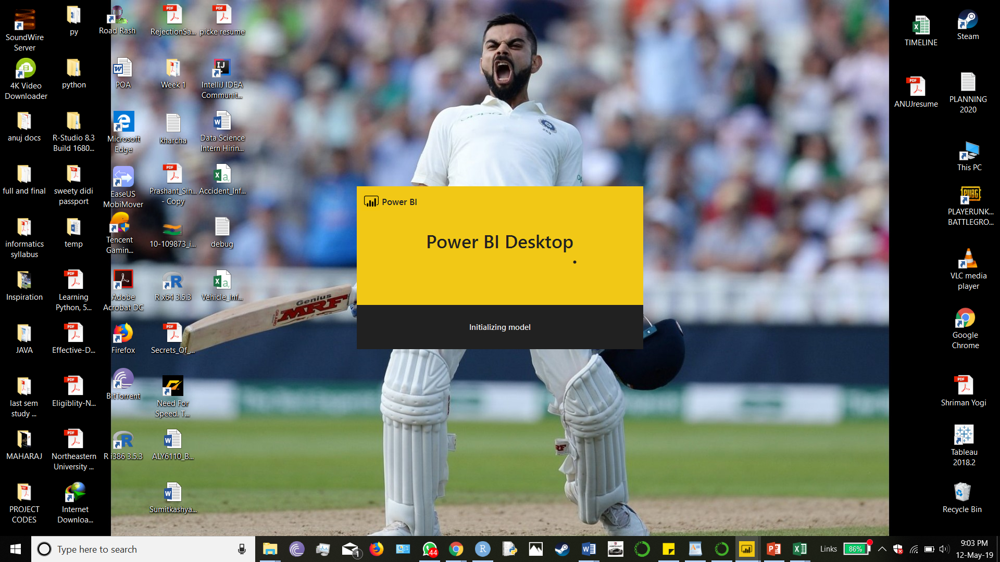 SoundWire
Server
py
Road Rash
RejectionSa...
picke resume
TIMELINE
Steam
4K Video
Downloader
python
POA
Week 1
IntelliJ IDEA
Communit...
ANUJresume
PLANNING
2020
anuj docs
R-Studio 8.3
Build 1680...
Microsoft
Edge
kharcha
Data Science
Intern Hirin...
This PC
full and final
sweety didi
passport
EaseUS
MobiMover
Prashant_Sin...
- Copy
Accident_Inf...
PLAYERUNK...
BATTLEGRO...
informatics
syllabus
temp
Tencent
Gamin...
10-109873_i...
debug
VLC media
player
Inspiration
Learning
Python, 5...
Adobe
Acrobat DC
R x64 3.5.3
Vehicle_Inf...
Google
Chrome
JAVA
Effective-D...
Firefox
Secrets_Of_...
Shriman Yogi
last sem
study ...
Eligiblity-N...
BitTorrent
Need For
Speed. T...
Tableau
2018.2
MAHARAJ
Northeastern
University ...
R i386 3.5.3
ALY6110_B...
Recycle Bin
PROJECT
CODES
Internet
Downloa...
Sumitkashya...
Power BI
Power BI Desktop
Initializing model
Genius
MRF
Type here to search
1
44
Links
86%
9:03 PM
12-May-19